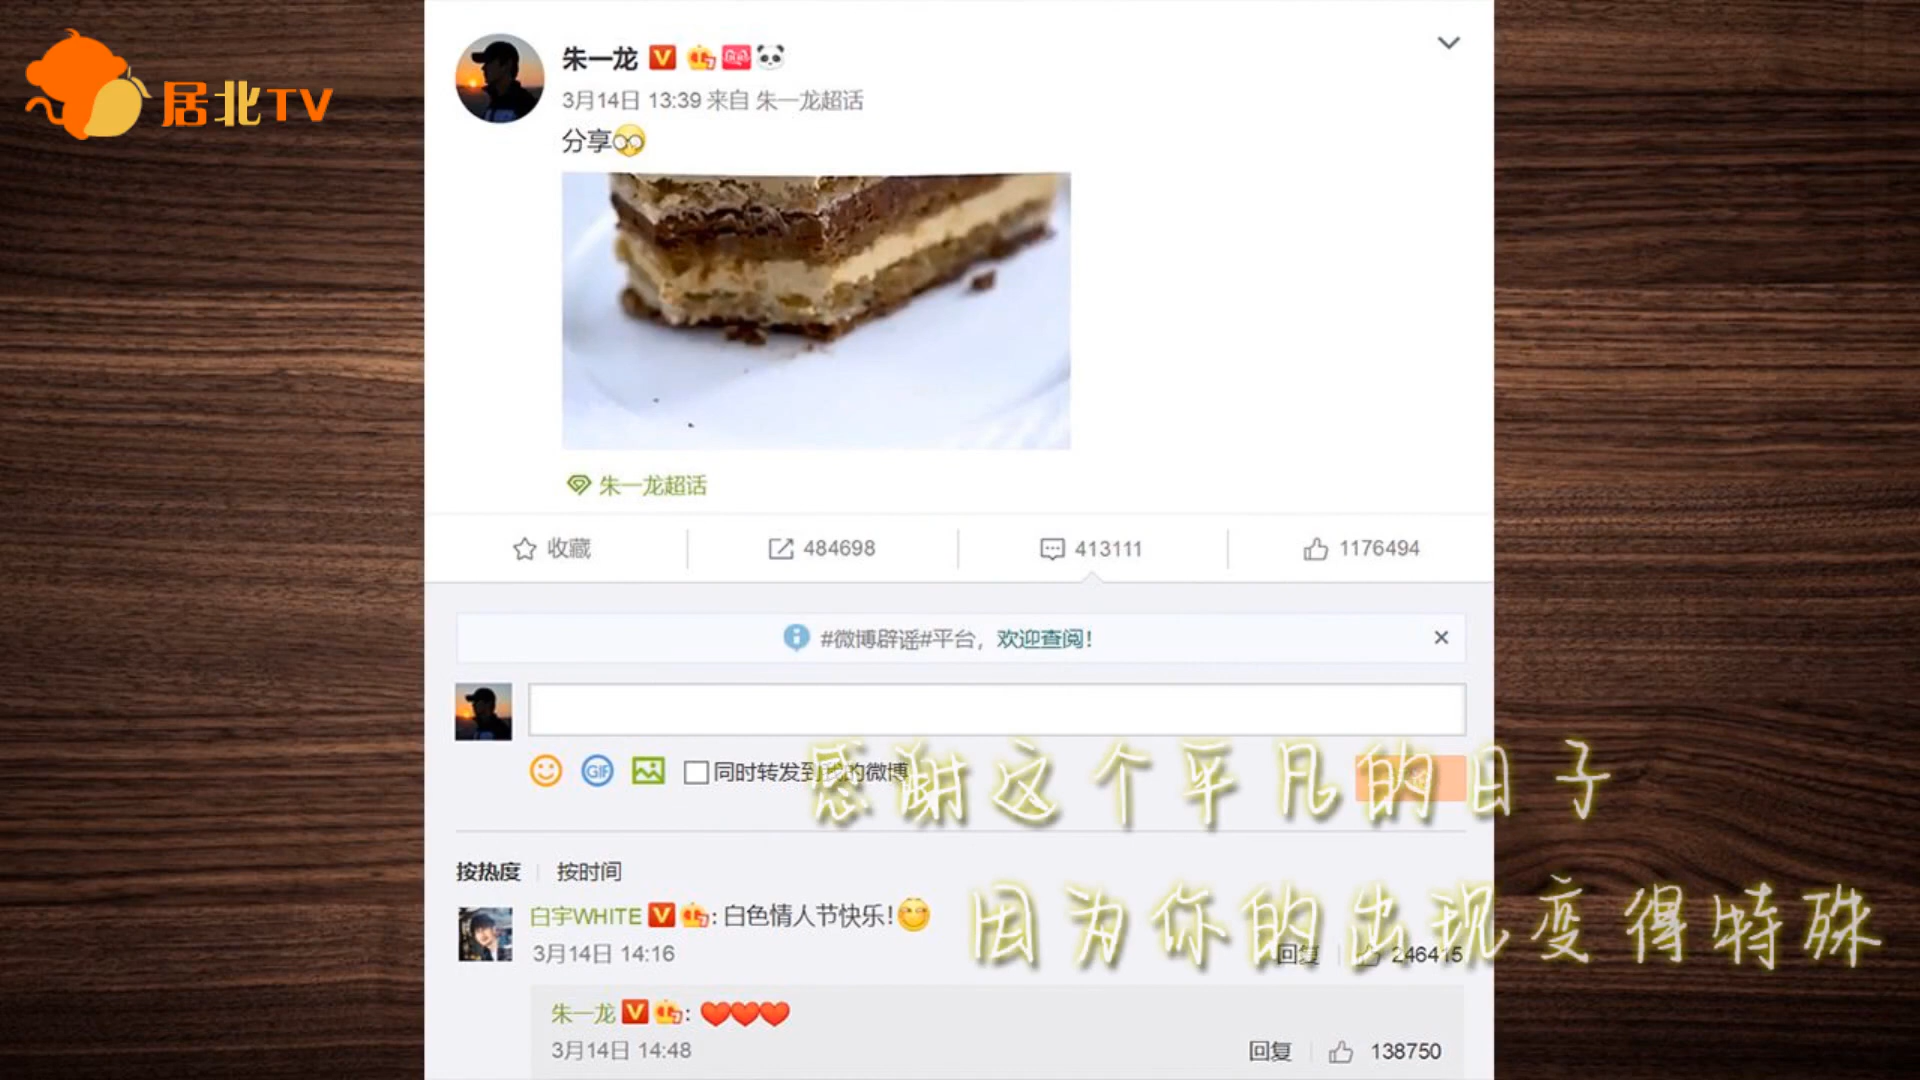 居北TV
朱一龙
3月14日 13:39 来自 朱一龙超话
分享
朱一龙超话
收藏
484698
413111
1176494
#微博辟谣#平台，欢迎查阅！
GIF
同时转发到我的微博
感谢这个平凡的日子
按热度
按时间
因为你的出现变得特殊
白宇WHITE : 白色情人节快乐！
3月14日 14:16
回复
246415
朱一龙 :
3月14日 14:48
回复
138750